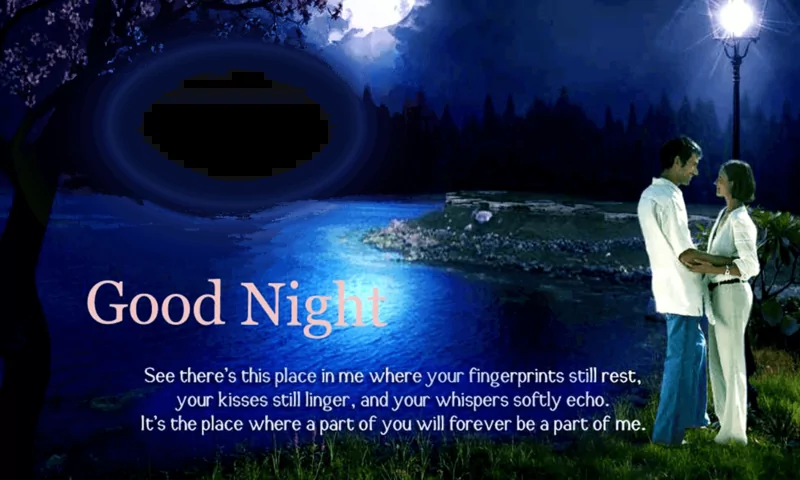 Good Night
See there's this place in me where your fingerprints still rest,
your kisses still linger, and your whispers softly echo.
It's the place where a part of you will forever be a part of me.